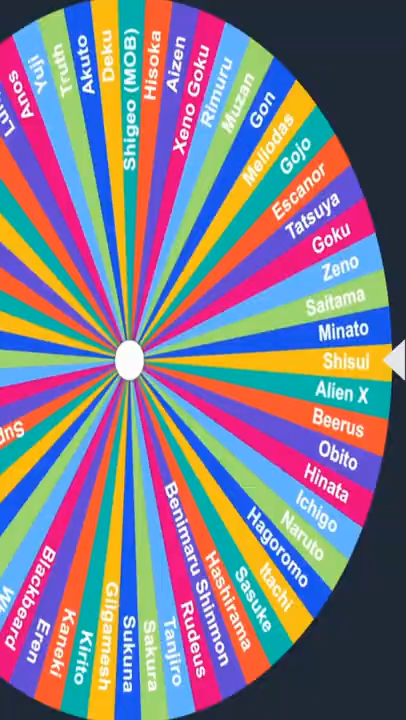 Anos
Yuji
Truth
Akuto
Deku
Shigeo (MOB)
Hisoka
Aizen
Xeno Goku
Rimuru
Muzan
Gon
Meliodas
Gojo
Escanor
Tatsuya
Goku
Zeno
Saitama
Minato
Shisui
Alien X
Beerus
Obito
Hinata
Ichigo
Naruto
Hagoromo
Itachi
Sasuke
Hashirama
Benimaru Shinmon
Rudeus
Tanjiro
Sakura
Sukuna
Gilgamesh
Kirito
Kaneki
Eren
Blackbeard